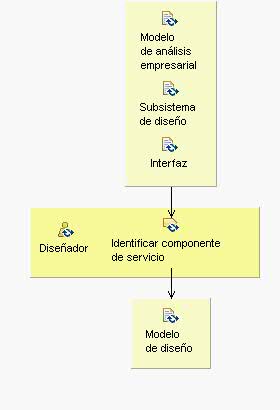 Modelo
de análisis
empresarial
Subsistema
de diseño
Interfaz
Diseñador
Identificar componente
de servicio
Modelo
de diseño